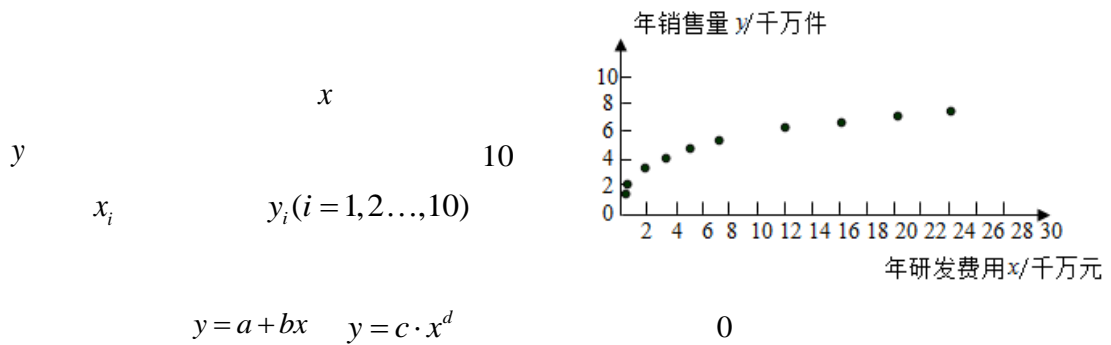 年销售量 y/千万件
x
y 10
x_i y_i(i=1,2…,10)
10
8
6
4
2
0
2 4 6 8 10 12 14 16 18 20 22 24 26 28 30
年研发费用x/千万元
y=a+bx y=c·x^d 0